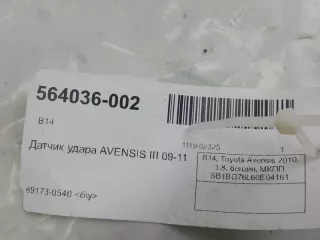 564036-002
B14
Датчик удара AVENSIS III 09-11
1
B14, Toyota Avensis 2010,
1.8, бензин, МКПП
SB1BG76L60E04161
89173-0540 <б\у>